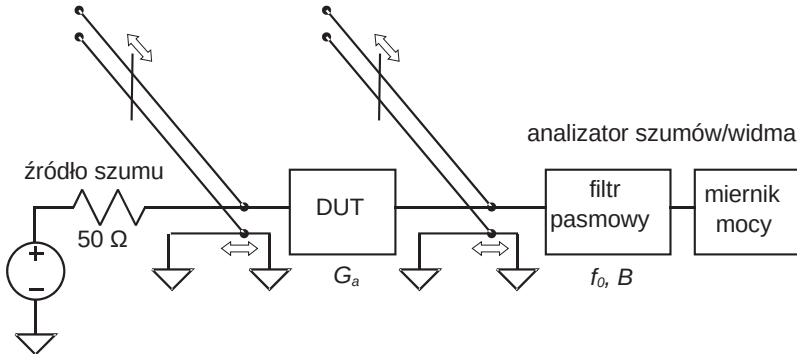 analizator szumów/widma
źródło szumu
50 Ω
DUT
filtr
pasmowy
miernik
mocy
Ga
f0, B